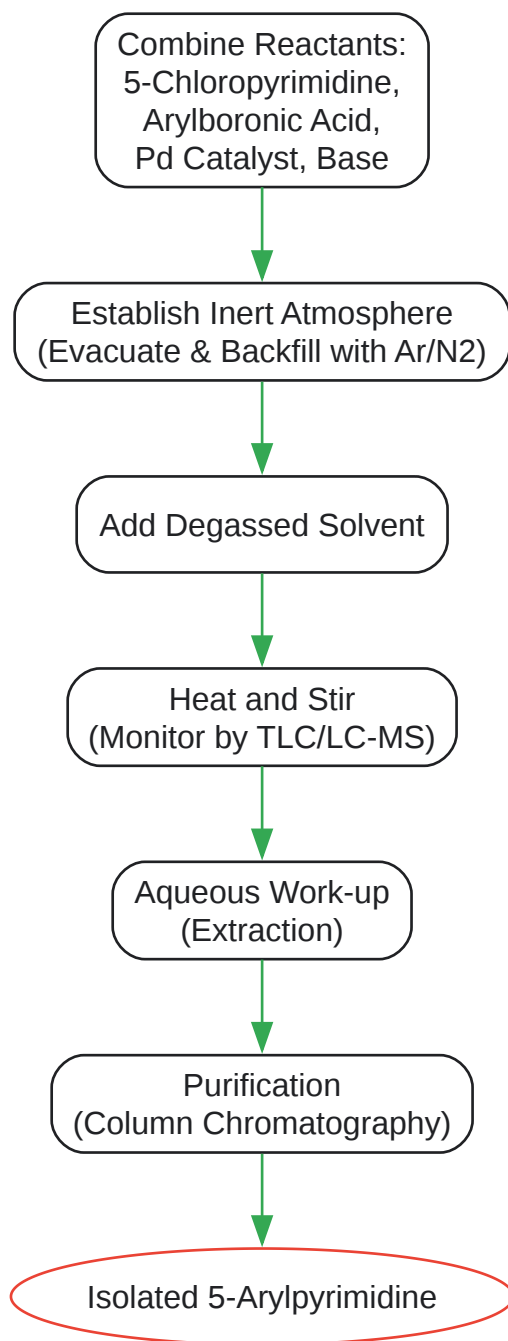 Combine Reactants:
5-Chloropyrimidine,
Arylboronic Acid,
Pd Catalyst, Base
Establish Inert Atmosphere
(Evacuate & Backfill with Ar/N2)
Add Degassed Solvent
Heat and Stir
(Monitor by TLC/LC-MS)
Aqueous Work-up
(Extraction)
Purification
(Column Chromatography)
Isolated 5-Arylpyrimidine